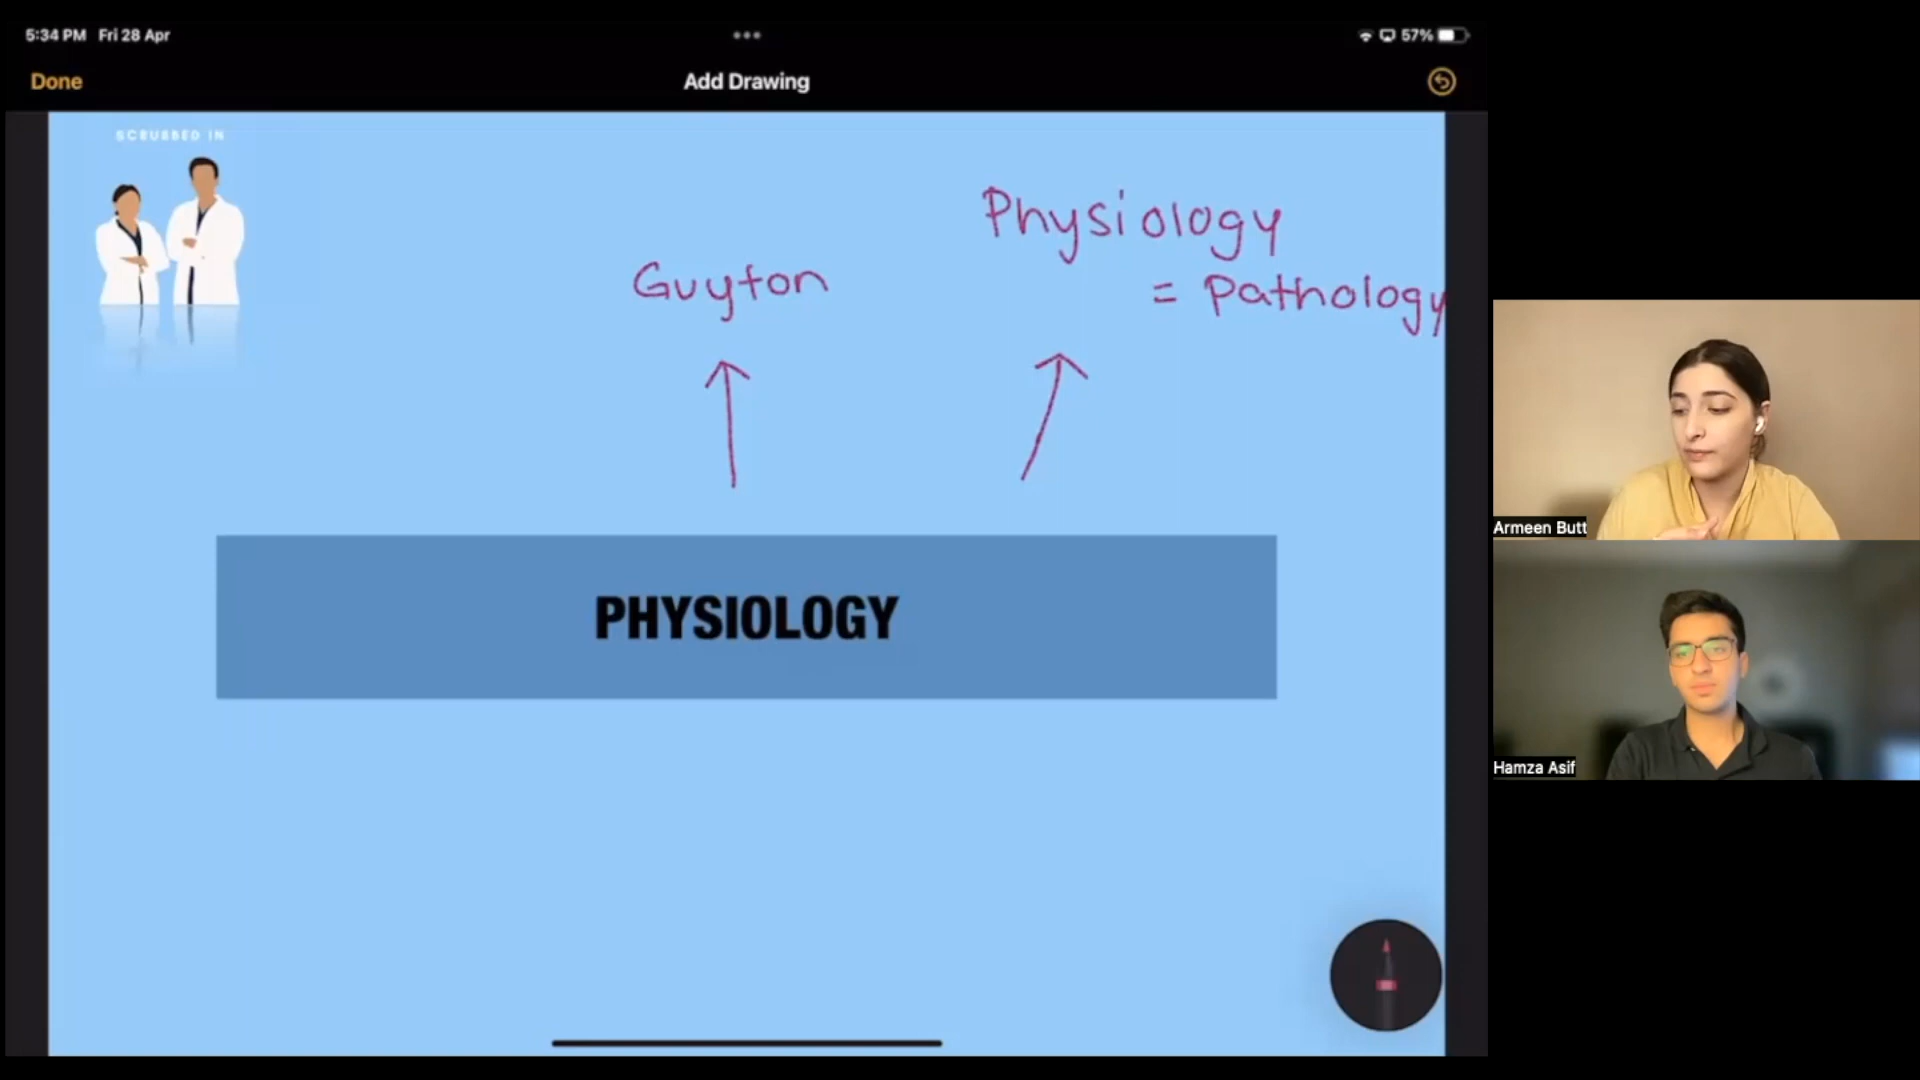 5:34 PM Fri 28 Apr
57%
Done
Add Drawing
SCRUBBED IN
Physiology
= Pathology
Guyton
PHYSIOLOGY
Armeen Butt
Hamza Asif